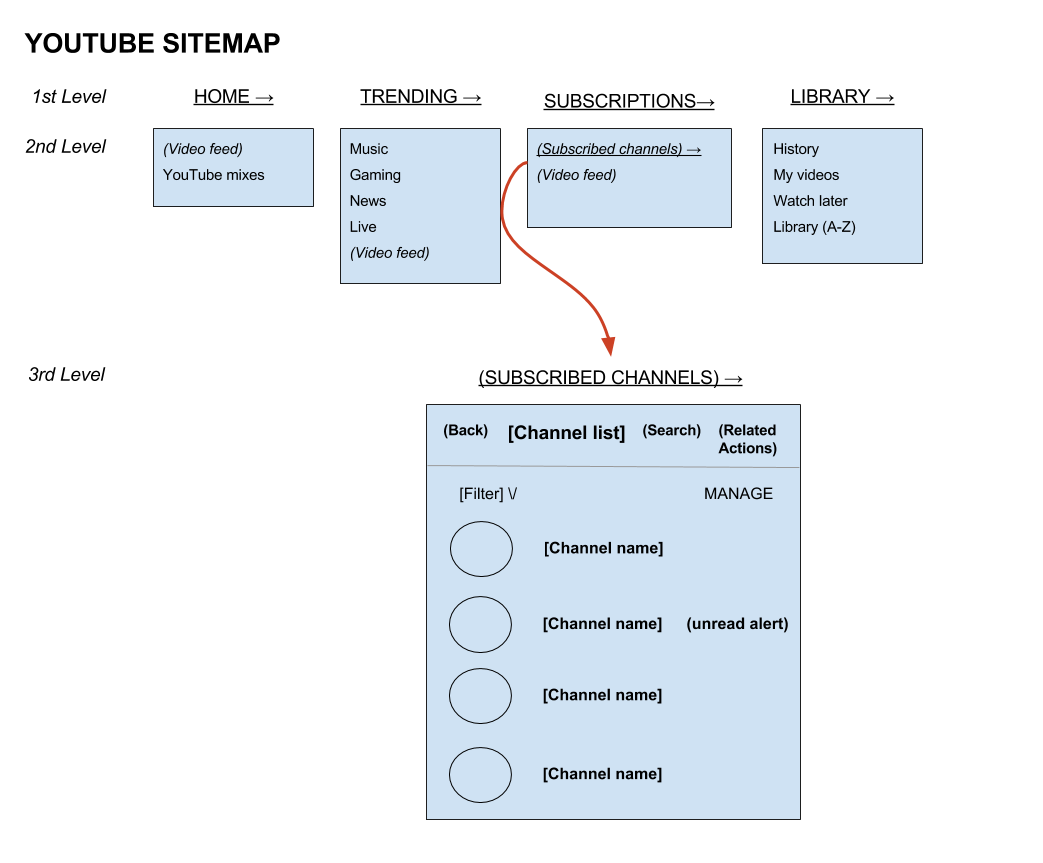 YOUTUBE SITEMAP
1st Level
HOME →
TRENDING →
SUBSCRIPTIONS→
LIBRARY →
2nd Level
(Video feed)
YouTube mixes
Music
Gaming
News
Live
(Video feed)
(Subscribed channels) →
(Video feed)
History
My videos
Watch later
Library (A-Z)
3rd Level
(SUBSCRIBED CHANNELS) →
(Back)
[Channel list]
(Search)
(Related
Actions)
[Filter] \/
MANAGE
[Channel name]
[Channel name]
(unread alert)
[Channel name]
[Channel name]